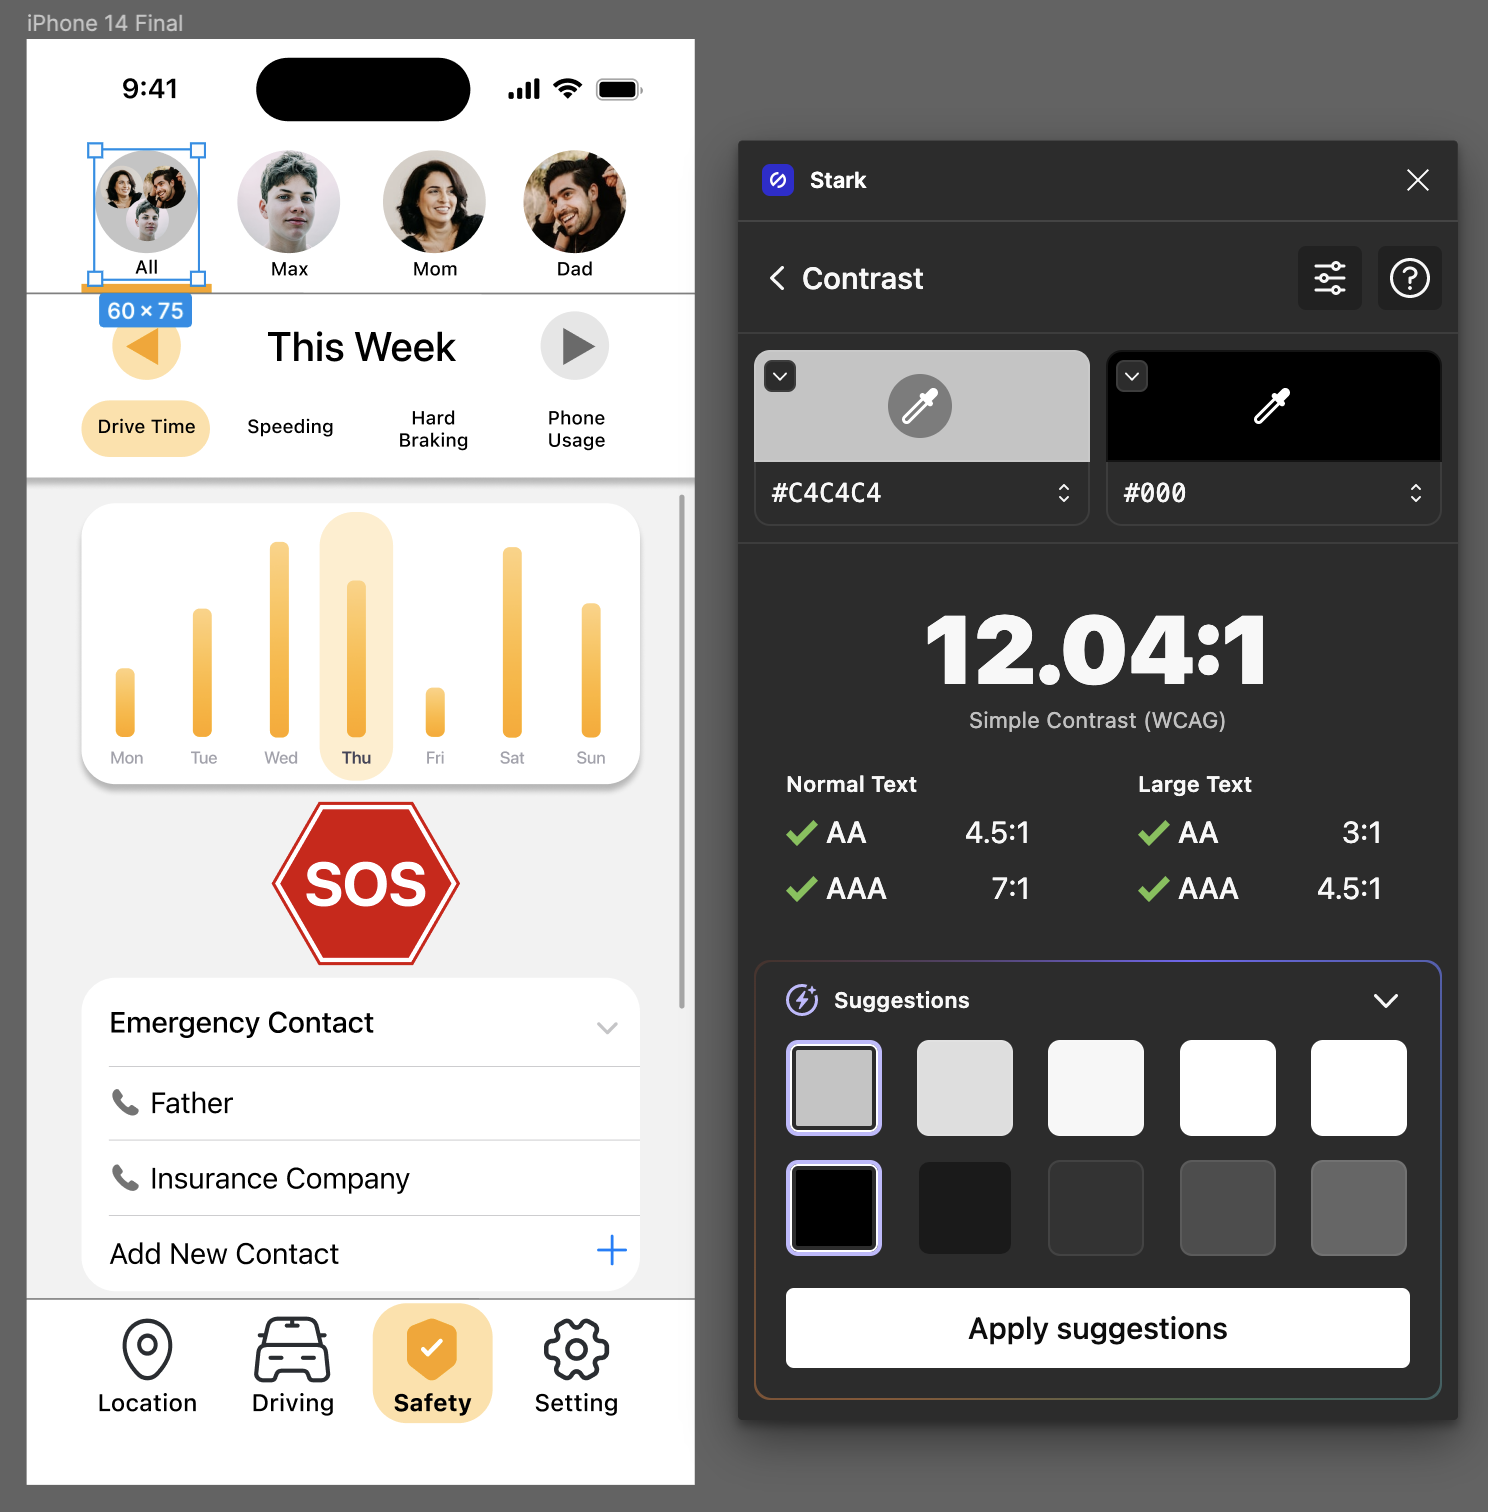 iPhone 14 Final
9:41
All
Max
Mom
Dad
60 × 75
This Week
Drive Time
Speeding
Hard
Braking
Phone
Usage
Mon
Tue
Wed
Thu
Fri
Sat
Sun
SOS
Emergency Contact
Father
Insurance Company
Add New Contact
Location
Driving
Safety
Setting
Stark
Contrast
?
#C4C4C4
#000
12.04:1
Simple Contrast (WCAG)
Normal Text
AA 4.5:1
AAA 7:1
Large Text
AA 3:1
AAA 4.5:1
Suggestions
Apply suggestions